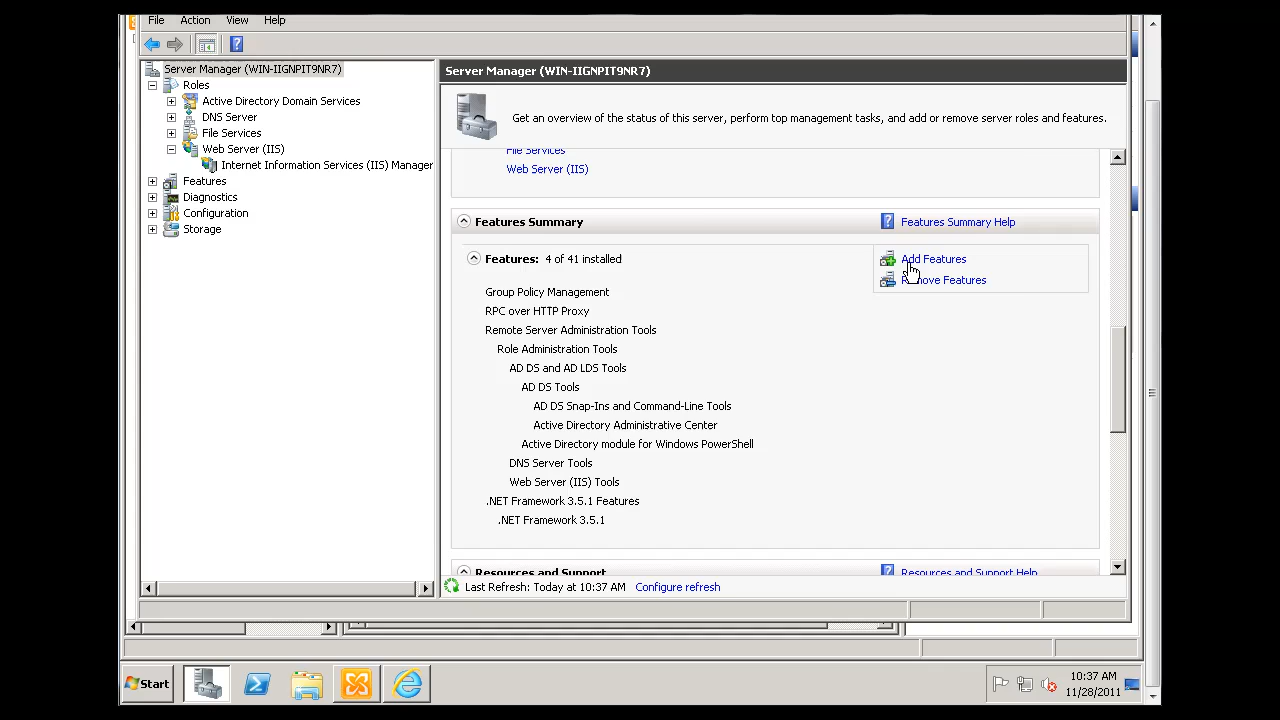 File Action View Help
Server Manager (WIN-IIGNPIT9NR7)
Roles
Active Directory Domain Services
DNS Server
File Services
Web Server (IIS)
Internet Information Services (IIS) Manager
Features
Diagnostics
Configuration
Storage
Server Manager (WIN-IIGNPIT9NR7)
Get an overview of the status of this server, perform top management tasks, and add or remove server roles and features.
File Services
Web Server (IIS)
Features Summary
Features Summary Help
Features: 4 of 41 installed
Add Features
Remove Features
Group Policy Management
RPC over HTTP Proxy
Remote Server Administration Tools
Role Administration Tools
AD DS and AD LDS Tools
AD DS Tools
AD DS Snap-Ins and Command-Line Tools
Active Directory Administrative Center
Active Directory module for Windows PowerShell
DNS Server Tools
Web Server (IIS) Tools
.NET Framework 3.5.1 Features
.NET Framework 3.5.1
Resources and Support
Resources and Support Help
Last Refresh: Today at 10:37 AM Configure refresh
Start
10:37 AM
11/28/2011